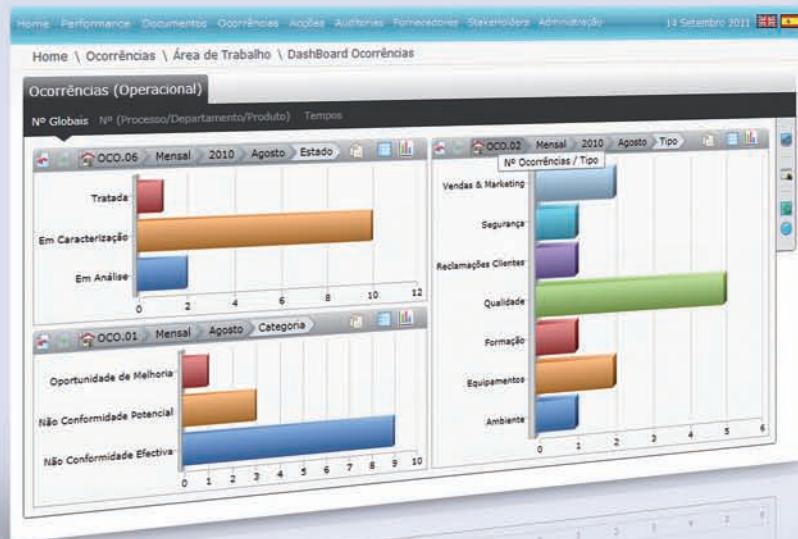 Home Performance Documentos Ocorrências Acções Auditorias Fornecedores Stakeholders Administração 14 Setembro 2011
Home \ Ocorrências \ Área de Trabalho \ DashBoard Ocorrências
Ocorrências (Operacional)
Nº Globais Nº (Processo/Departamento/Produto) Tempos
OCO.06 Mensal 2010 Agosto Estado
Tratada
Em Caracterização
Em Análise
0 2 4 6 8 10 12
OCO.01 Mensal Agosto Categoria
Oportunidade de Melhoria
Não Conformidade Potencial
Não Conformidade Efectiva
0 1 2 3 4 5 6 7 8 9 10
OCO.02 Mensal 2010 Agosto Tipo
Nº Ocorrências / Tipo
Vendas & Marketing
Segurança
Reclamações Clientes
Qualidade
Formação
Equipamentos
Ambiente
0 1 2 3 4 5 6